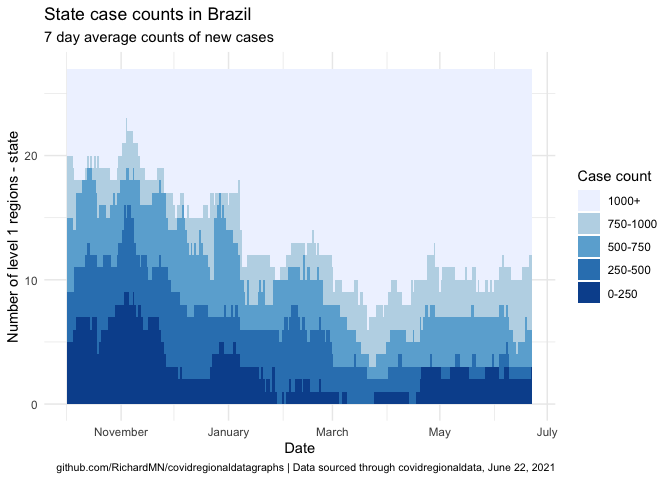 State case counts in Brazil
7 day average counts of new cases
Number of level 1 regions - state
20
10
0
November
January
March
May
July
Date
Case count
1000+
750-1000
500-750
250-500
0-250
github.com/RichardMN/covidregionaldatagraphs | Data sourced through covidregionaldata, June 22, 2021